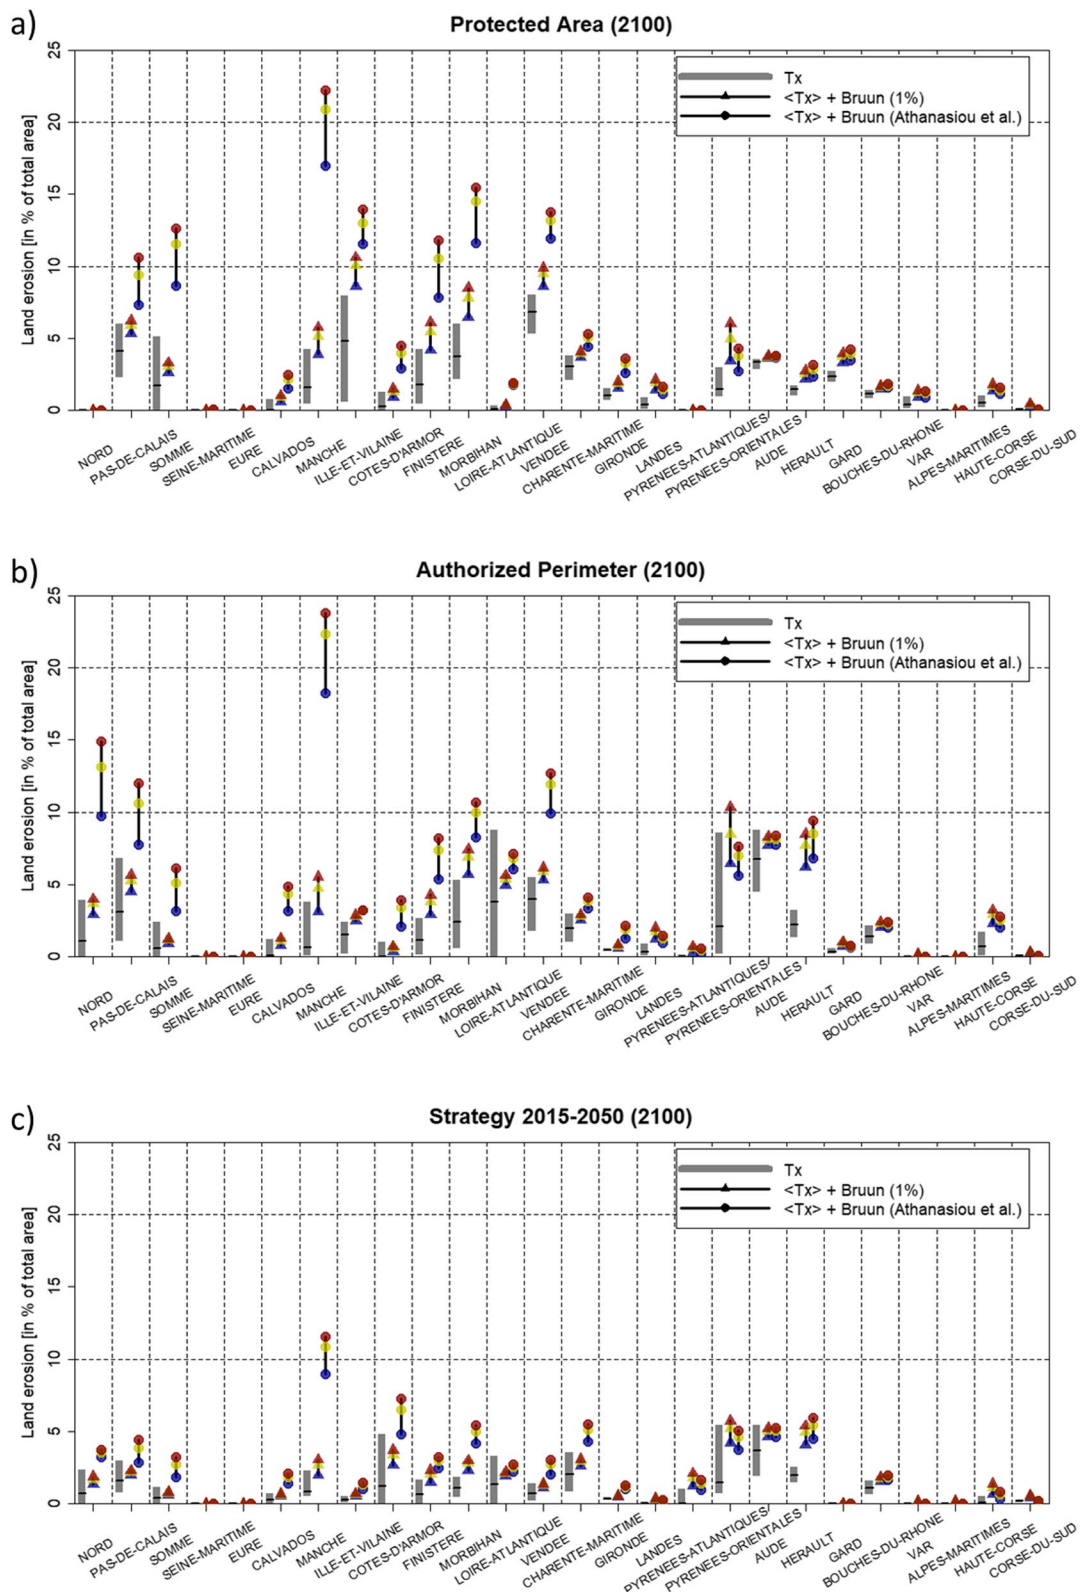 a)
Protected Area (2100)
Land erosion [in % of total area]
25
20
15
10
5
0
Tx
<Tx> + Bruun (1%)
<Tx> + Bruun (Athanasiou et al.)
NORD
PAS-DE-CALAIS
SOMME
SEINE-MARITIME
EURE
CALVADOS
MANCHE
ILLE-ET-VILAINE
COTES-D'ARMOR
FINISTERE
MORBIHAN
LOIRE-ATLANTIQUE
VENDEE
CHARENTE-MARITIME
GIRONDE
LANDES
PYRENEES-ATLANTIQUES/
PYRENEES-ORIENTALES
AUDE
HERAULT
GARD
BOUCHES-DU-RHONE
VAR
ALPES-MARITIMES
HAUTE-CORSE
CORSE-DU-SUD
b)
Authorized Perimeter (2100)
Land erosion [in % of total area]
25
20
15
10
5
0
Tx
<Tx> + Bruun (1%)
<Tx> + Bruun (Athanasiou et al.)
NORD
PAS-DE-CALAIS
SOMME
SEINE-MARITIME
EURE
CALVADOS
MANCHE
ILLE-ET-VILAINE
COTES-D'ARMOR
FINISTERE
MORBIHAN
LOIRE-ATLANTIQUE
VENDEE
CHARENTE-MARITIME
GIRONDE
LANDES
PYRENEES-ATLANTIQUES/
PYRENEES-ORIENTALES
AUDE
HERAULT
GARD
BOUCHES-DU-RHONE
VAR
ALPES-MARITIMES
HAUTE-CORSE
CORSE-DU-SUD
c)
Strategy 2015-2050 (2100)
Land erosion [in % of total area]
25
20
15
10
5
0
Tx
<Tx> + Bruun (1%)
<Tx> + Bruun (Athanasiou et al.)
NORD
PAS-DE-CALAIS
SOMME
SEINE-MARITIME
EURE
CALVADOS
MANCHE
ILLE-ET-VILAINE
COTES-D'ARMOR
FINISTERE
MORBIHAN
LOIRE-ATLANTIQUE
VENDEE
CHARENTE-MARITIME
GIRONDE
LANDES
PYRENEES-ATLANTIQUES/
PYRENEES-ORIENTALES
AUDE
HERAULT
GARD
BOUCHES-DU-RHONE
VAR
ALPES-MARITIMES
HAUTE-CORSE
CORSE-DU-SUD